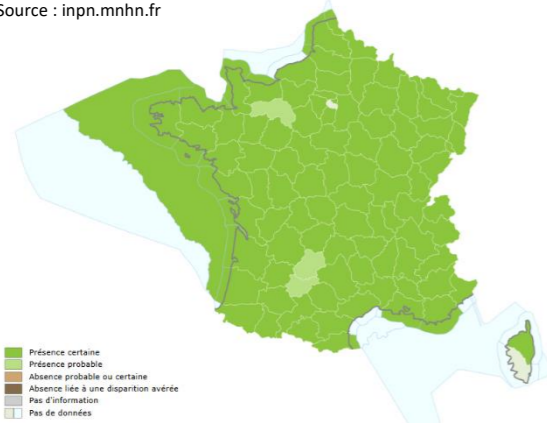 Source : inpn.mnhn.fr
Présence certaine
Présence probable
Absence probable ou certaine
Absence liée à une disparition avérée
Pas d'information
Pas de données